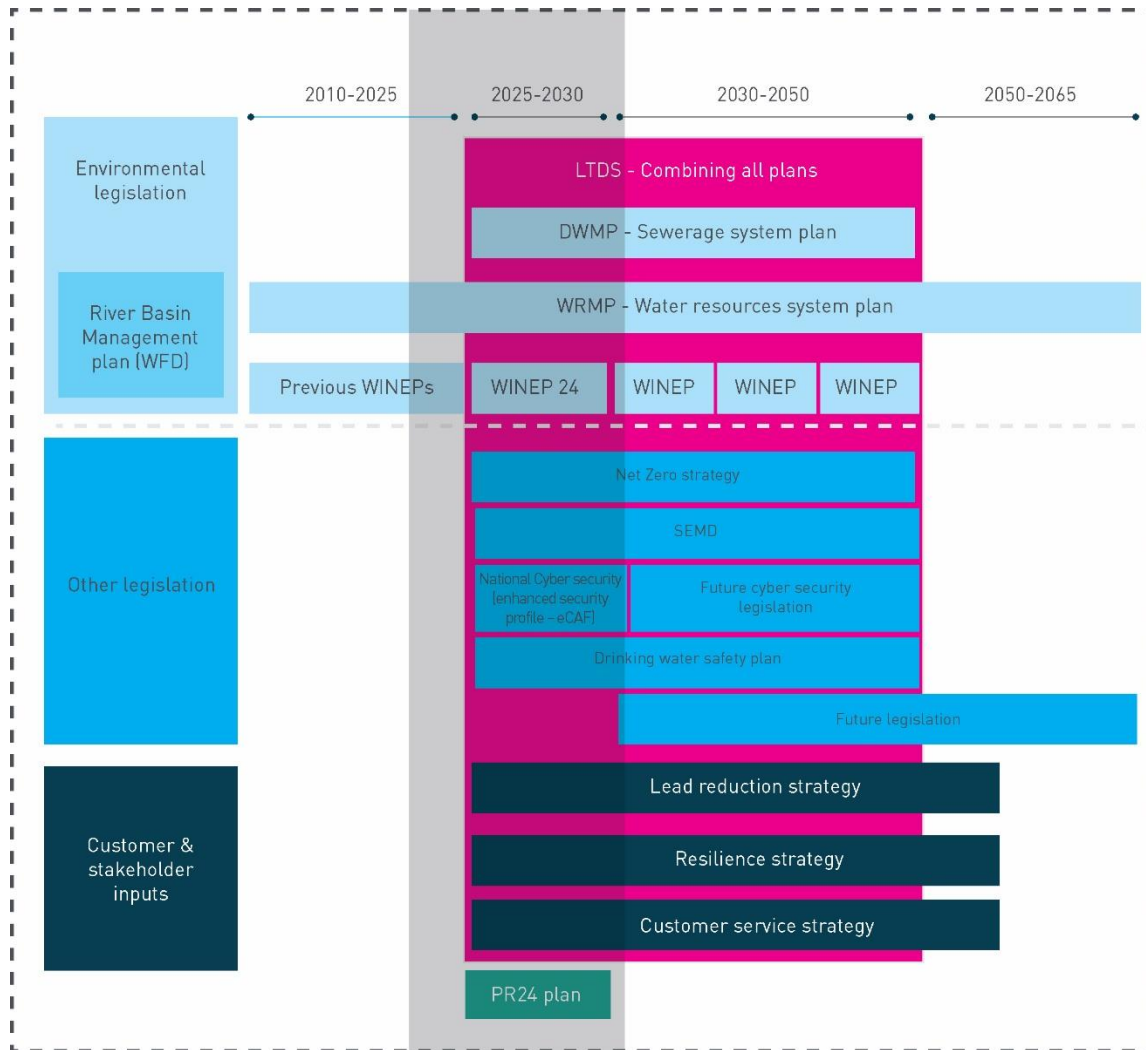 2010-2025
2025-2030
2030-2050
2050-2065
Environmental
legislation
LTDS - Combining all plans
DWMP - Sewerage system plan
River Basin
Management
plan (WFD)
WRMP - Water resources system plan
Previous WINEPs
WINEP 24
WINEP
WINEP
WINEP
Other legislation
Net Zero strategy
SEMD
National Cyber security
(enhanced security
profile – eCAF)
Future cyber security
legislation
Drinking water safety plan
Future legislation
Customer &
stakeholder
inputs
Lead reduction strategy
Resilience strategy
Customer service strategy
PR24 plan